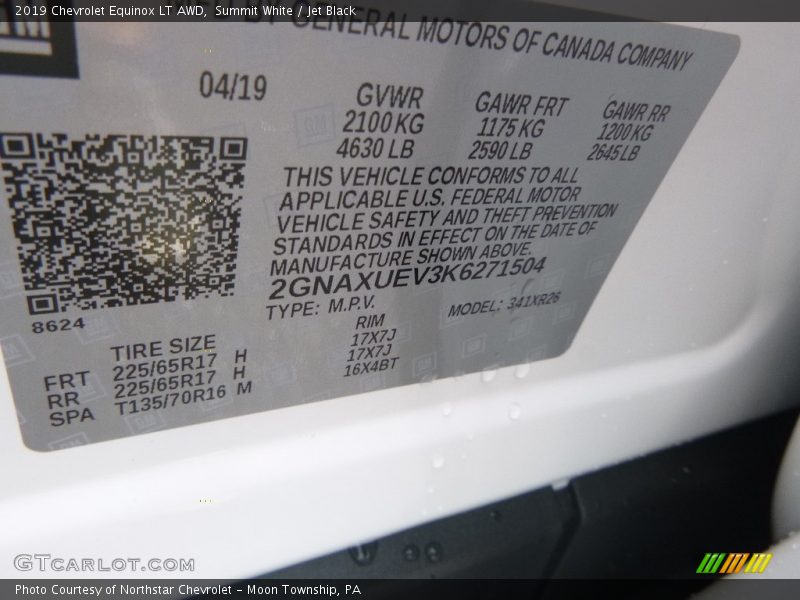 2019 Chevrolet Equinox LT AWD, Summit White / Jet Black
GENERAL MOTORS OF CANADA COMPANY
04/19
GVWR
2100 KG
4630 LB
GAWR FRT
1175 KG
2590 LB
GAWR RR
1200 KG
2645 LB
THIS VEHICLE CONFORMS TO ALL
APPLICABLE U.S. FEDERAL MOTOR
VEHICLE SAFETY AND THEFT PREVENTION
STANDARDS IN EFFECT ON THE DATE OF
MANUFACTURE SHOWN ABOVE.
2GNAXUEV3K6271504
TYPE: M.P.V.
MODEL: 341XR26
8624
TIRE SIZE
RIM
FRT 225/65R17 H 17X7J
RR 225/65R17 H 17X7J
SPA T135/70R16 M 16X4BT
GTCARLOT.COM
Photo Courtesy of Northstar Chevrolet – Moon Township, PA